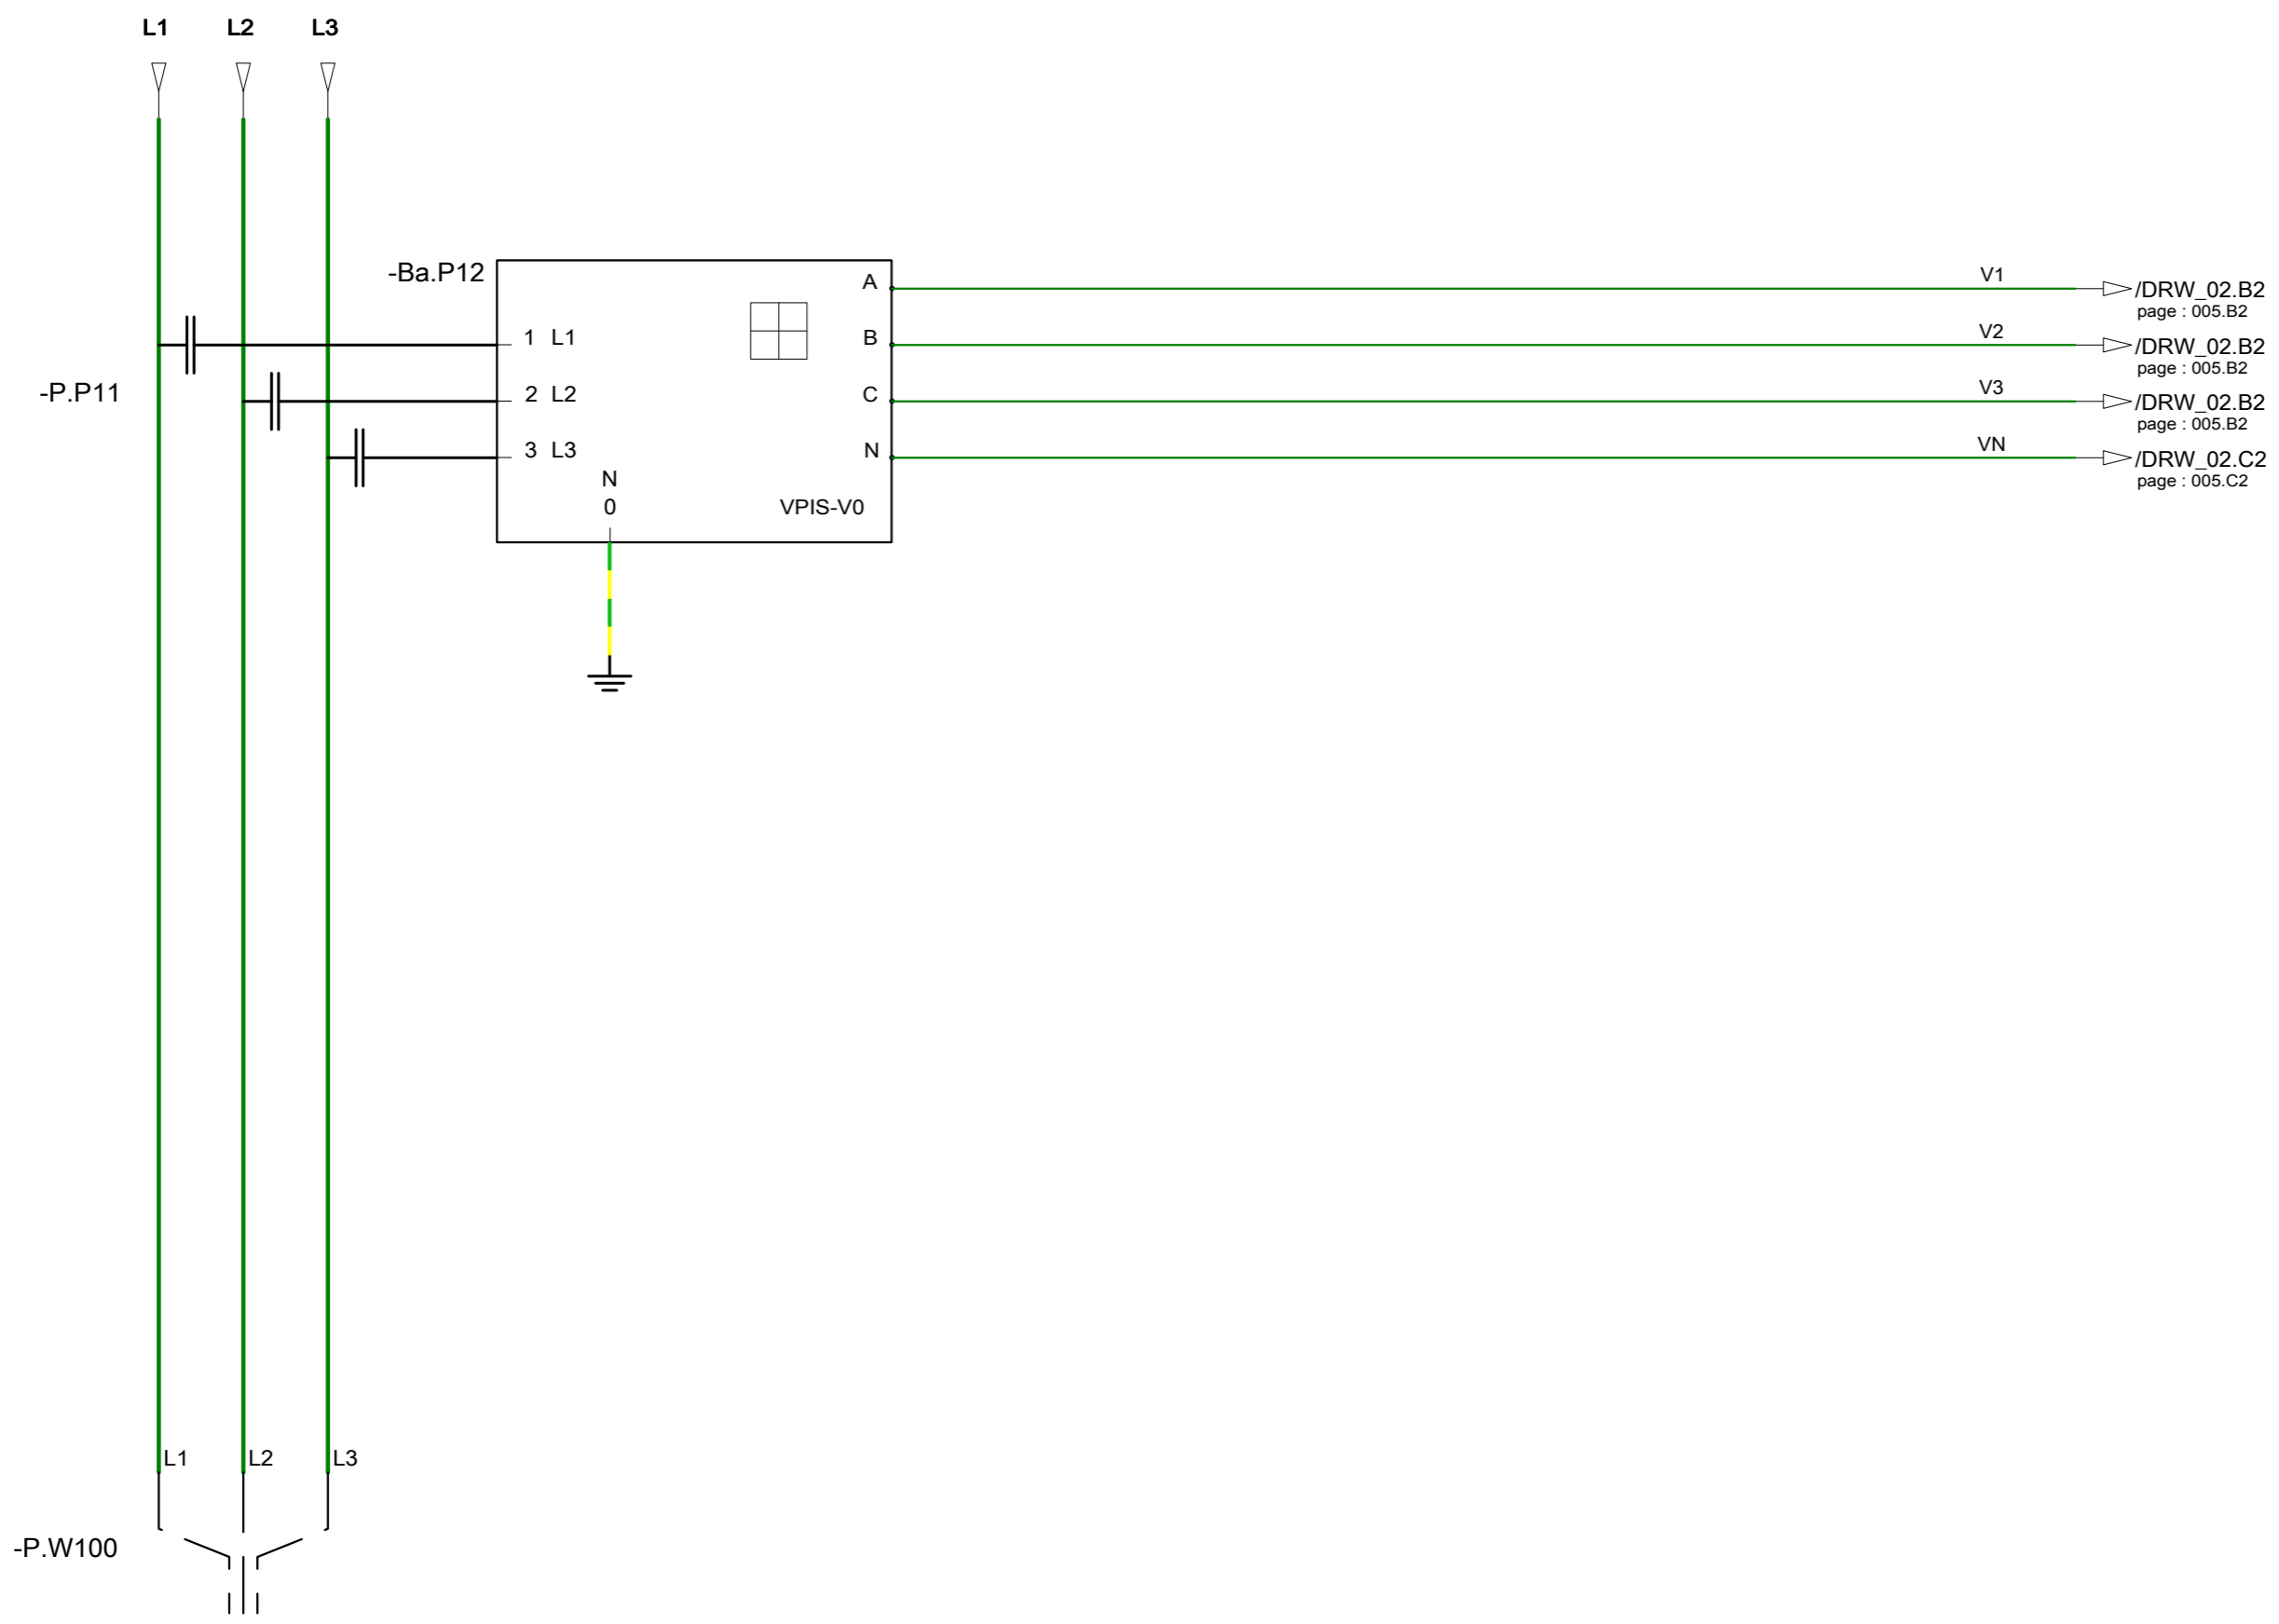 L1 L2 L3
-Ba.P12
A
V1
/DRW_02.B2
page : 005.B2
1 L1
B
V2
/DRW_02.B2
page : 005.B2
-P.P11
2 L2
C
V3
/DRW_02.B2
page : 005.B2
3 L3
N
VN
/DRW_02.C2
page : 005.C2
N
0
VPIS-V0
L1 L2 L3
-P.W100